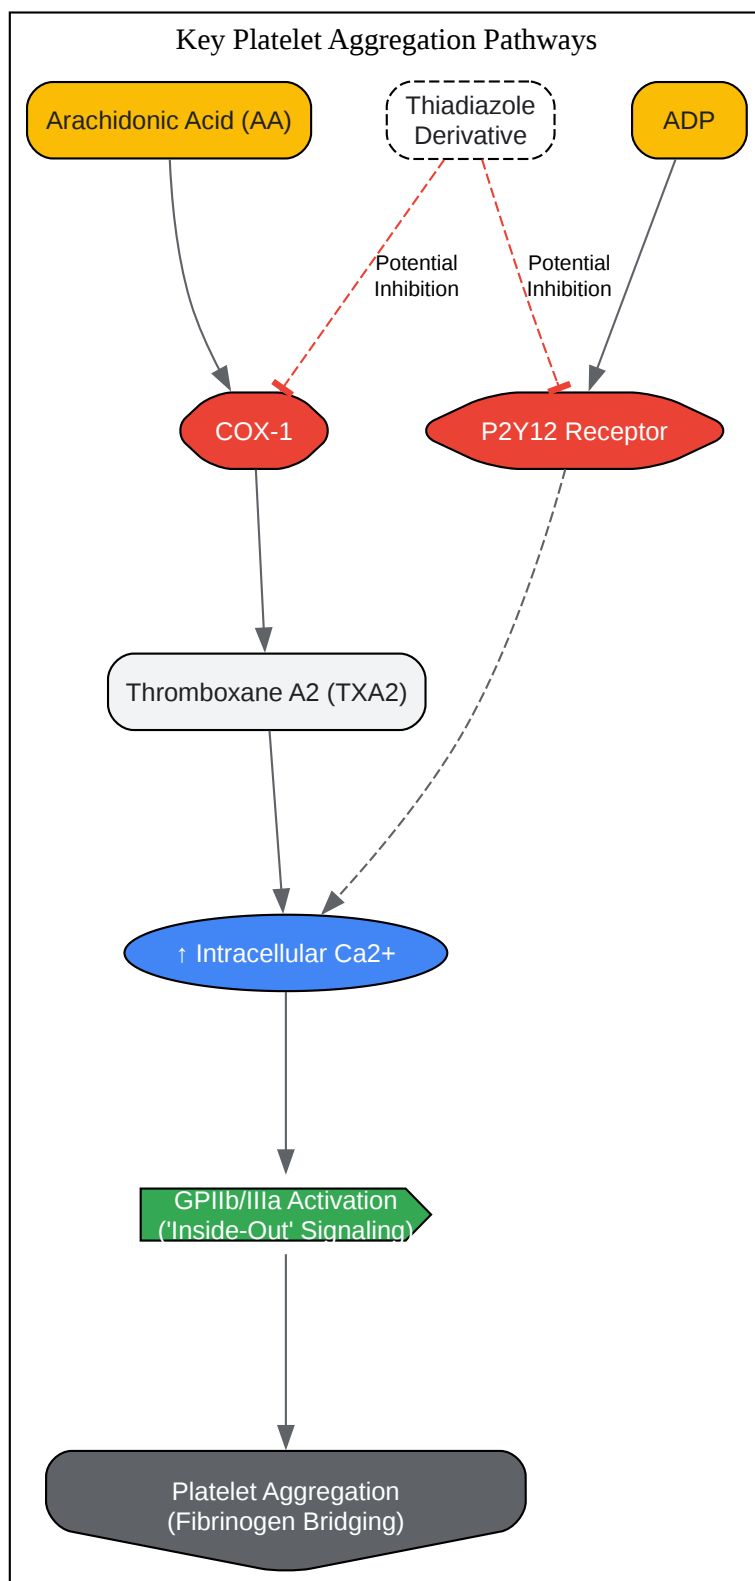 Key Platelet Aggregation Pathways
Arachidonic Acid (AA)
Thiadiazole
Derivative
ADP
Potential
Inhibition
Potential
Inhibition
COX-1
P2Y12 Receptor
Thromboxane A2 (TXA2)
↑ Intracellular Ca2+
GPIIb/IIIa Activation
('Inside-Out' Signaling)
Platelet Aggregation
(Fibrinogen Bridging)